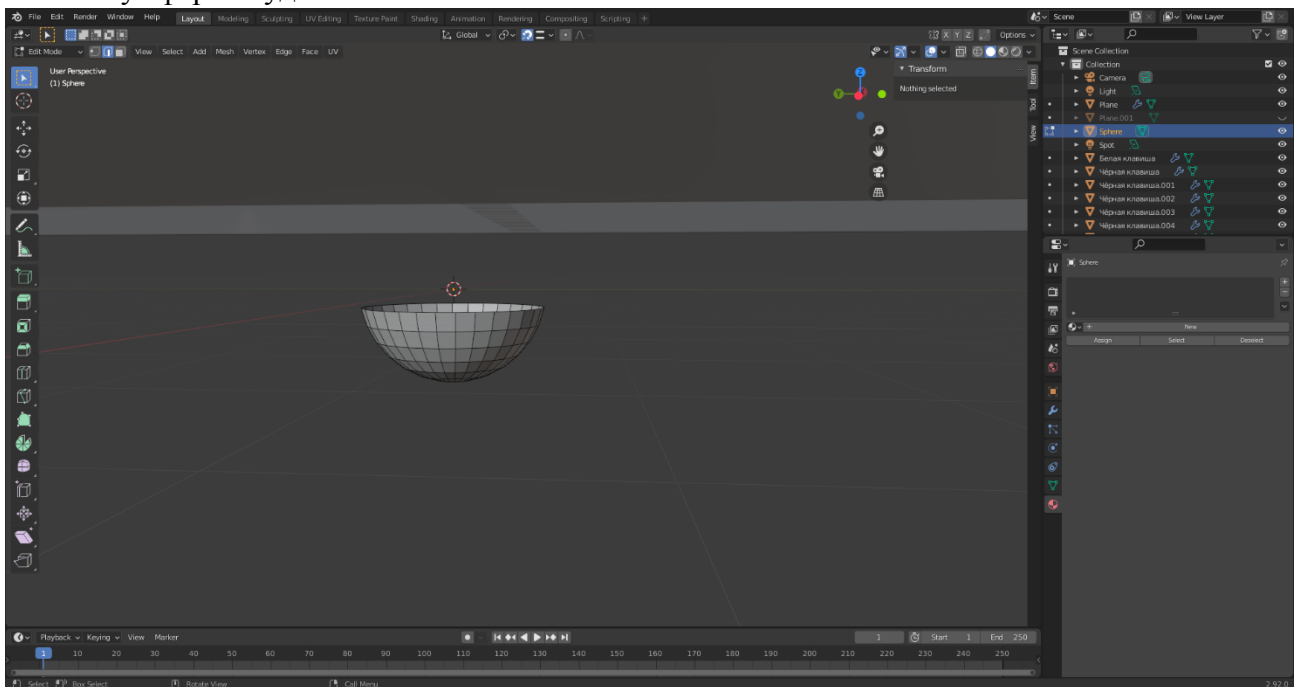 File Edit Render Window Help Layout Modeling Sculpting UV Editing Texture Paint Shading Animation Rendering Compositing Scripting + Scene View Layer
Global X Y Z Options
Edit Mode View Select Add Mesh Vertex Edge Face UV
User Perspective
(1) Sphere
Transform
Nothing selected
Item
Tool
View
Scene Collection
Collection
Camera
Light
Plane
Plane.001
Sphere
Spot
Белая клавиша
Чёрная клавиша
Чёрная клавиша.001
Чёрная клавиша.002
Чёрная клавиша.003
Чёрная клавиша.004
Sphere
New
Assign Select Deselect
Playback Keying View Marker 1 Start 1 End 250
1 10 20 30 40 50 60 70 80 90 100 110 120 130 140 150 160 170 180 190 200 210 220 230 240 250
Select Box Select Rotate View Call Menu 2.92.0